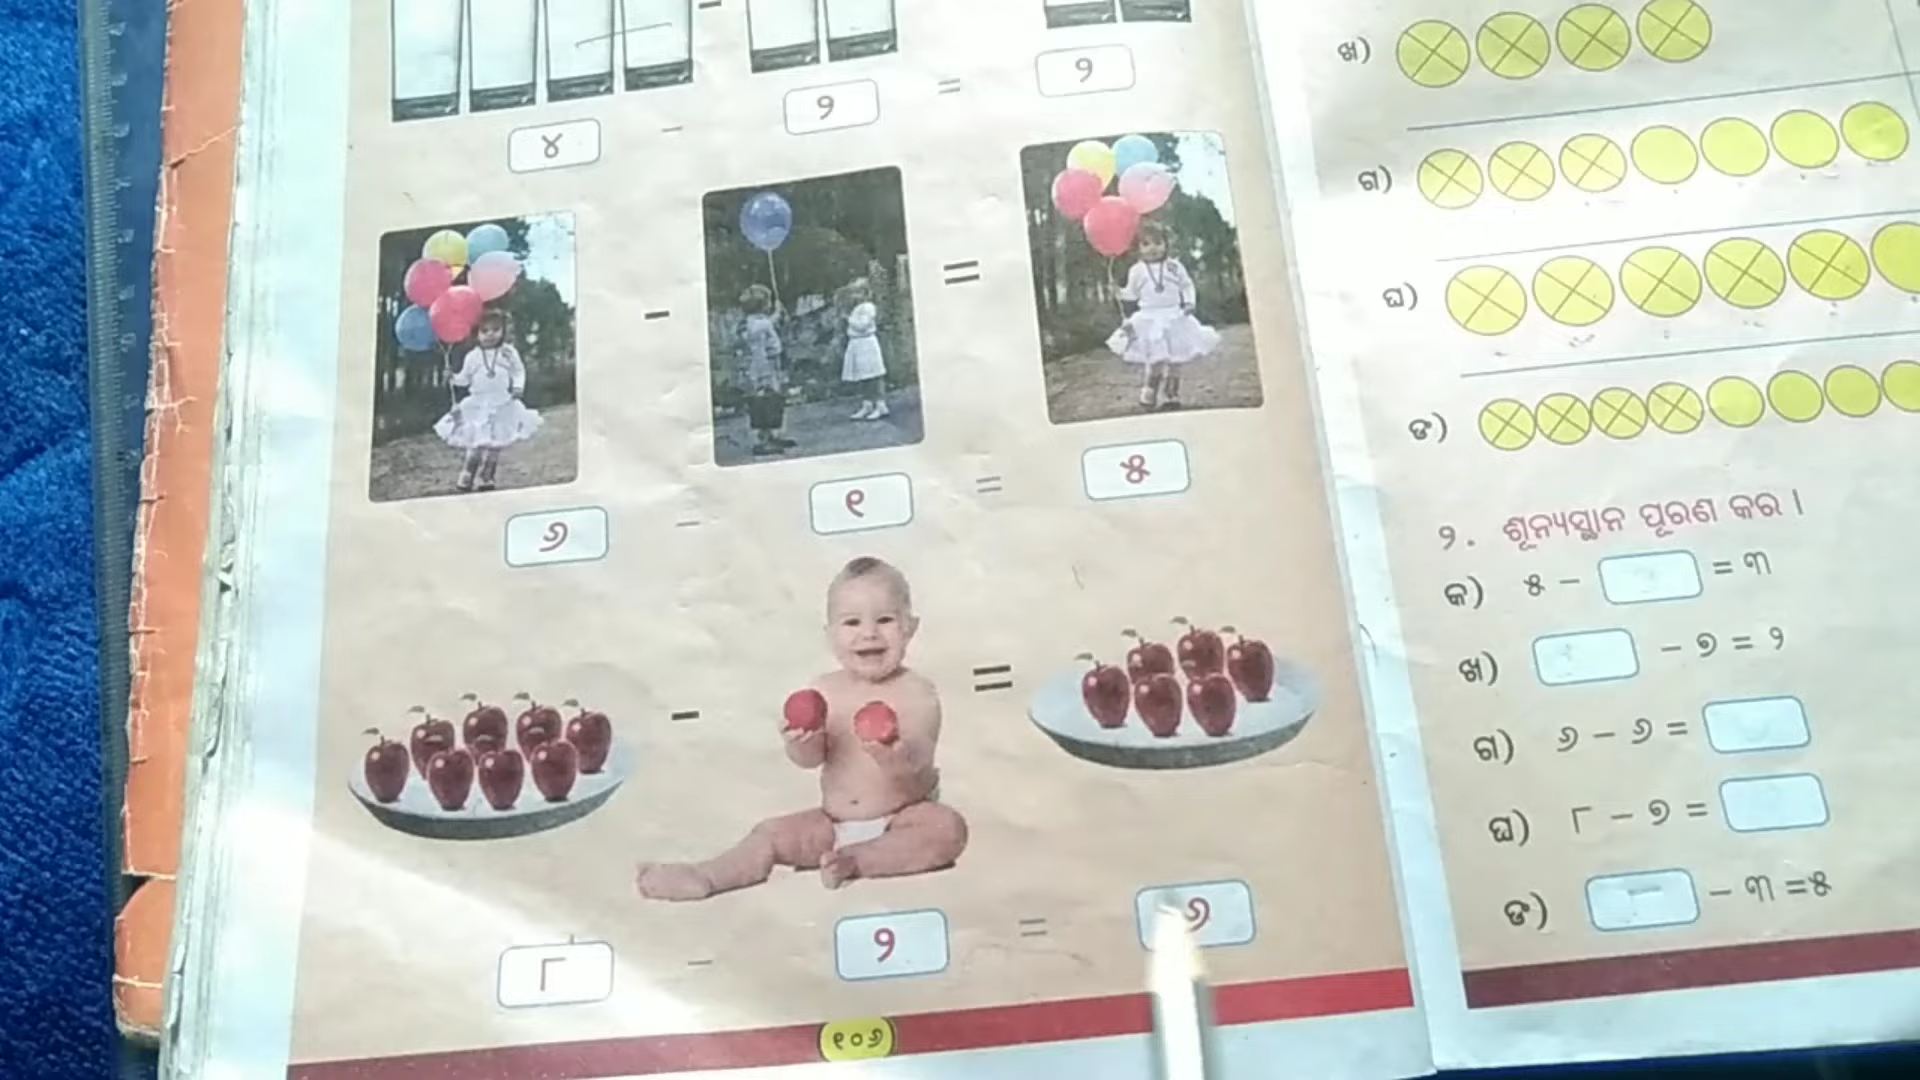 ୪ - ୨ = ୨
- =
୬ - ୧ = ୫
- =
୮ - ୨ = ୬
୧୦୬
ଖ)
ଗ)
ଘ)
ଙ)
୨. ଶୂନ୍ୟସ୍ଥାନ ପୂରଣ କର ।
କ) ୫ - = ୩
ଖ) - ୭ = ୨
ଗ) ୬ - ୬ =
ଘ) ୮ - ୭ =
ଙ) - ୩ = ୫